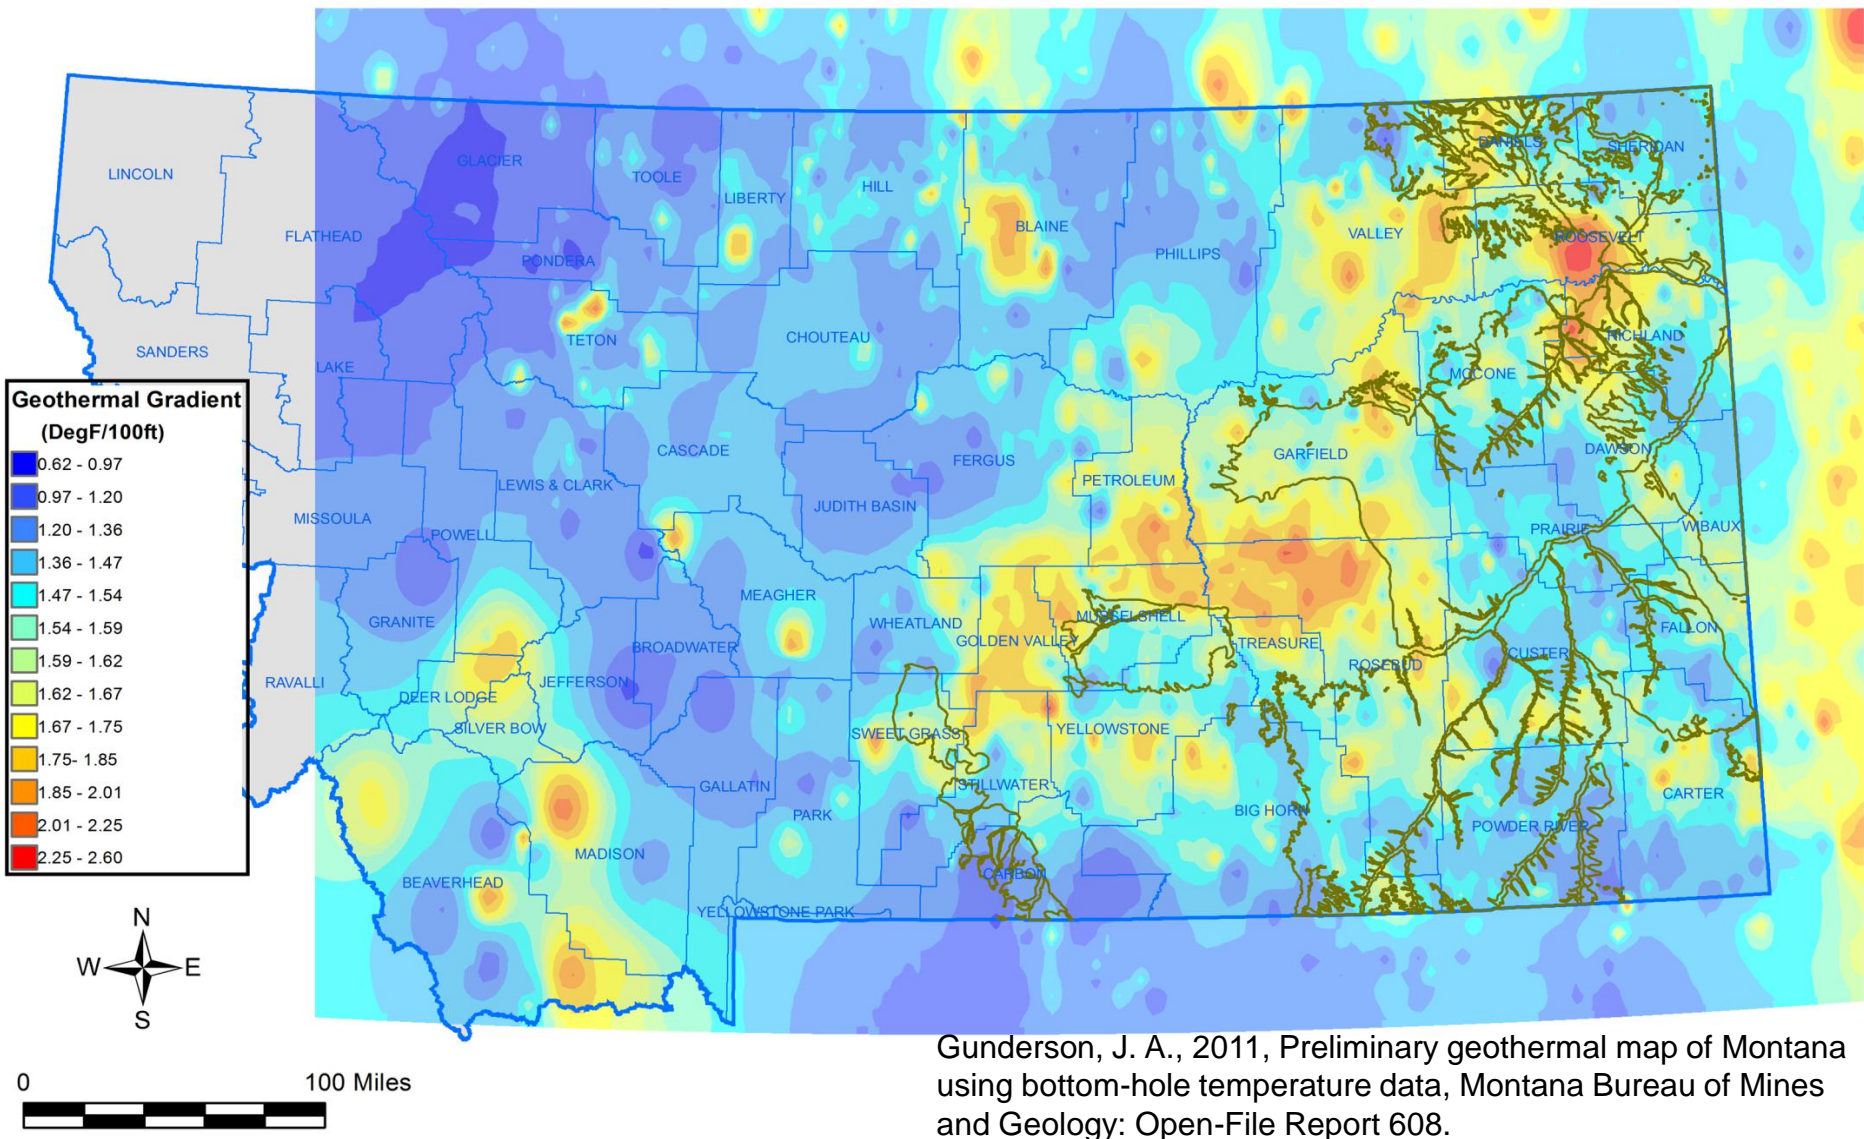 LINCOLN
GLACIER
TOOLE
LIBERTY
HILL
BLAINE
DANIELS
SHERIDAN
FLATHEAD
PONDERA
PHILLIPS
VALLEY
ROOSEVELT
SANDERS
LAKE
TETON
CHOUTEAU
MCCONE
RICHLAND
Geothermal Gradient
(DegF/100ft)
0.62 - 0.97
0.97 - 1.20
1.20 - 1.36
1.36 - 1.47
1.47 - 1.54
1.54 - 1.59
1.59 - 1.62
1.62 - 1.67
1.67 - 1.75
1.75- 1.85
1.85 - 2.01
2.01 - 2.25
2.25 - 2.60
CASCADE
FERGUS
GARFIELD
DAWSON
LEWIS & CLARK
PETROLEUM
MISSOULA
POWELL
JUDITH BASIN
PRAIRIE
WIBAUX
GRANITE
MEAGHER
WHEATLAND
MUSSELSHELL
BROADWATER
GOLDEN VALLEY
TREASURE
ROSEBUD
CUSTER
FALLON
RAVALLI
DEER LODGE
JEFFERSON
SILVER BOW
SWEET GRASS
YELLOWSTONE
GALLATIN
PARK
STILLWATER
BIG HORN
POWDER RIVER
CARTER
MADISON
BEAVERHEAD
CARBON
YELLOWSTONE PARK
N
W E
S
0 100 Miles
Gunderson, J. A., 2011, Preliminary geothermal map of Montana
using bottom-hole temperature data, Montana Bureau of Mines
and Geology: Open-File Report 608.